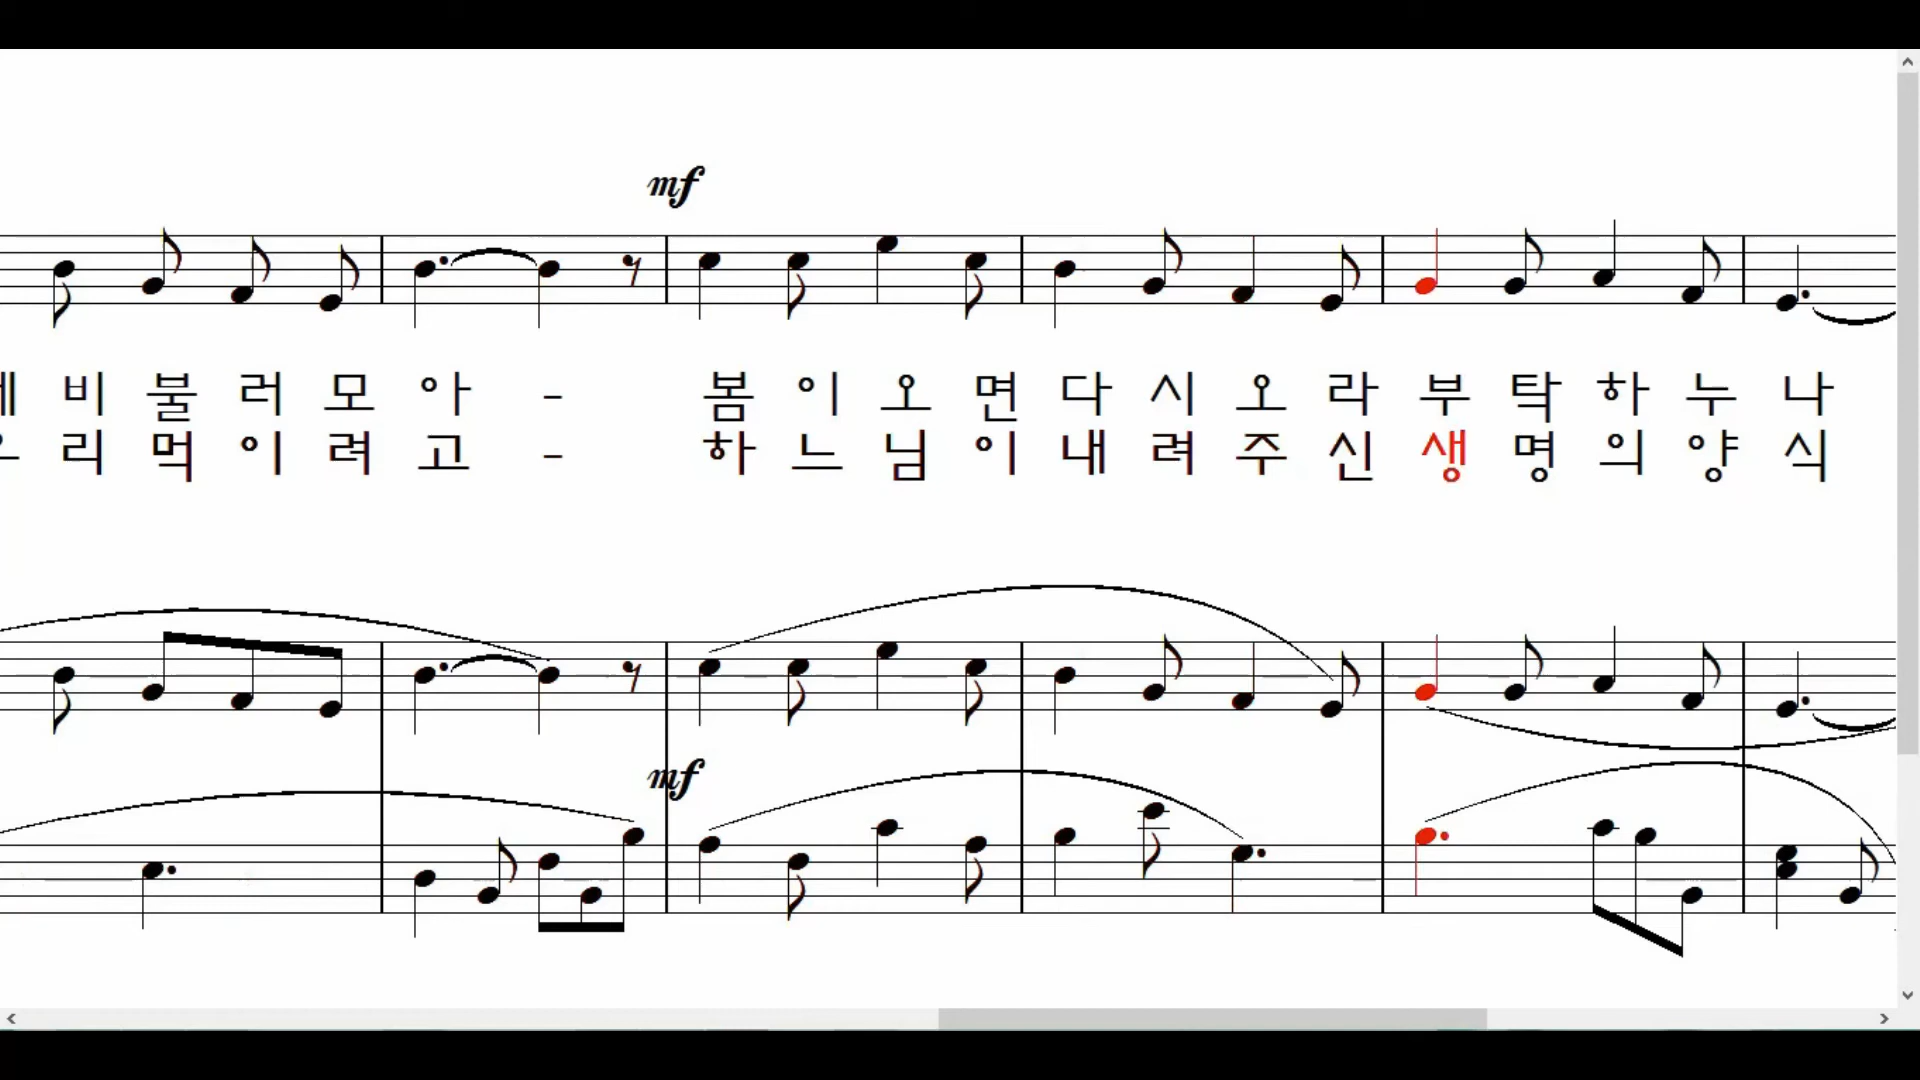 mf
비 불 러 모 아 - 봄 이 오 면 다 시 오 라 부 탁 하 누 나
리 먹 이 려 고 - 하 느 님 이 내 려 주 신 생 명 의 양 식
mf